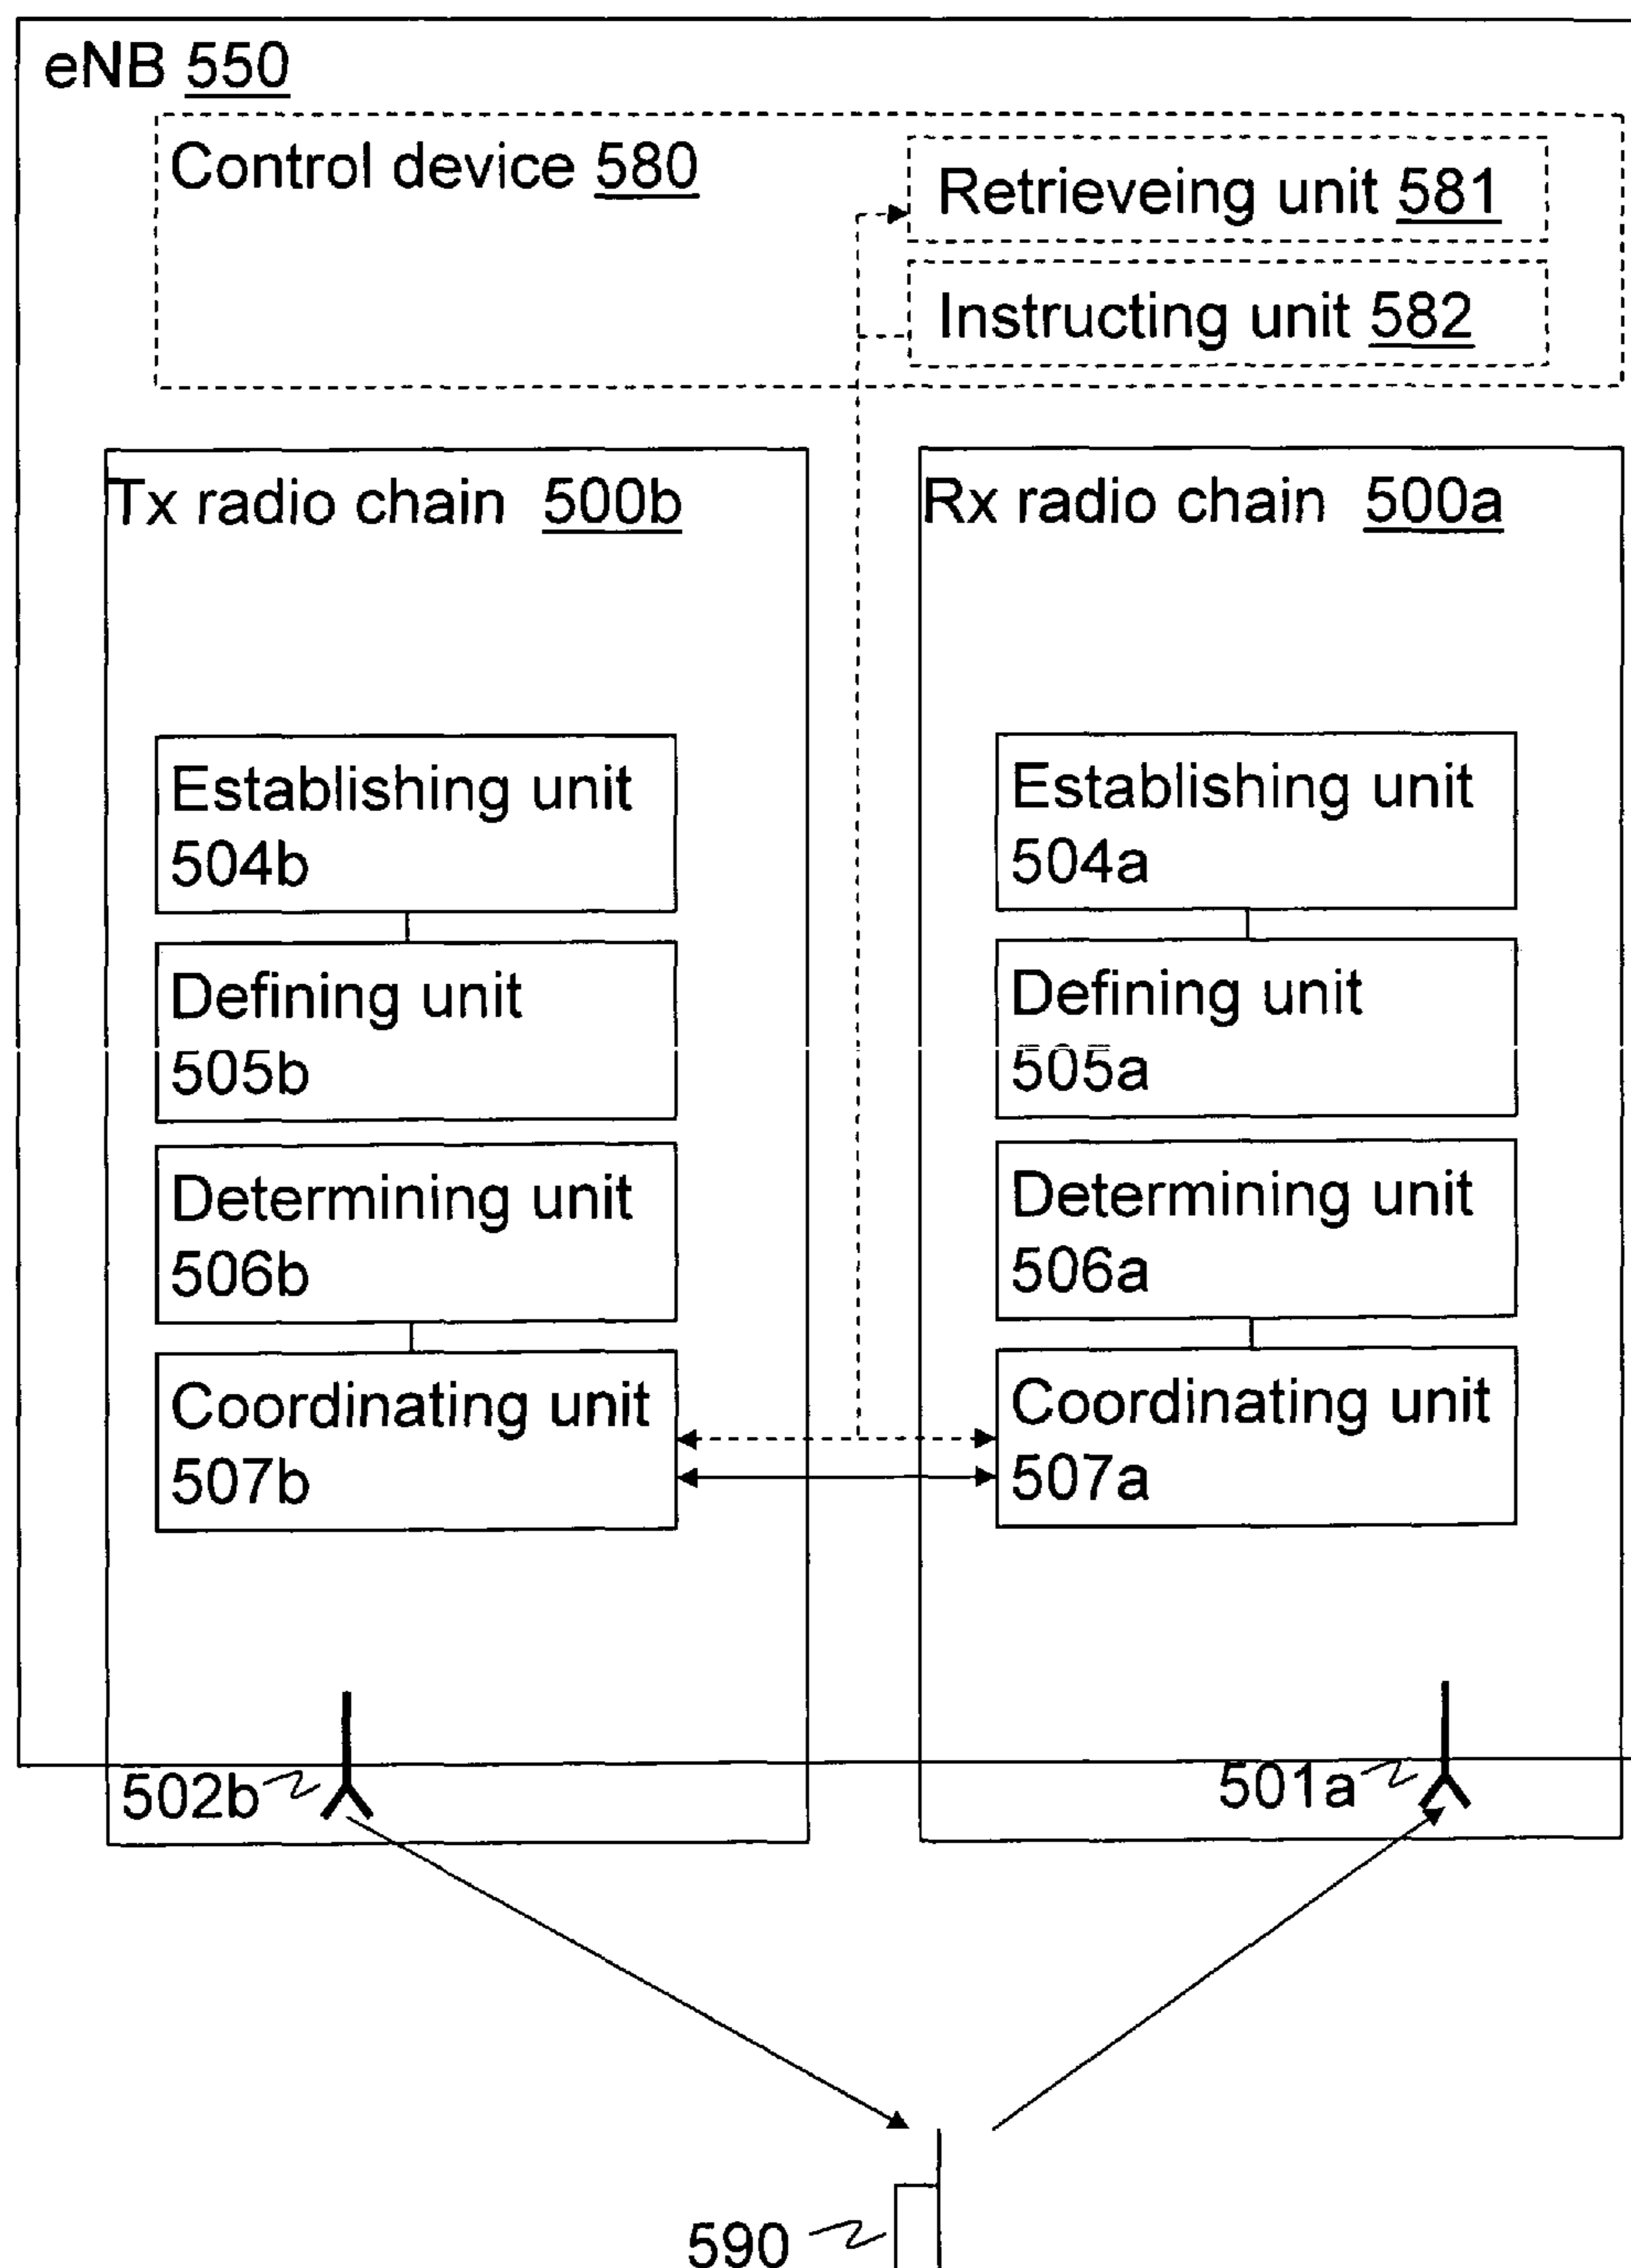 eNB 550
Control device 580
Retrieveing unit 581
Instructing unit 582
Tx radio chain 500b
Rx radio chain 500a
Establishing unit
504b
Establishing unit
504a
Defining unit
505b
Defining unit
505a
Determining unit
506b
Determining unit
506a
Coordinating unit
507b
Coordinating unit
507a
502b
501a
590